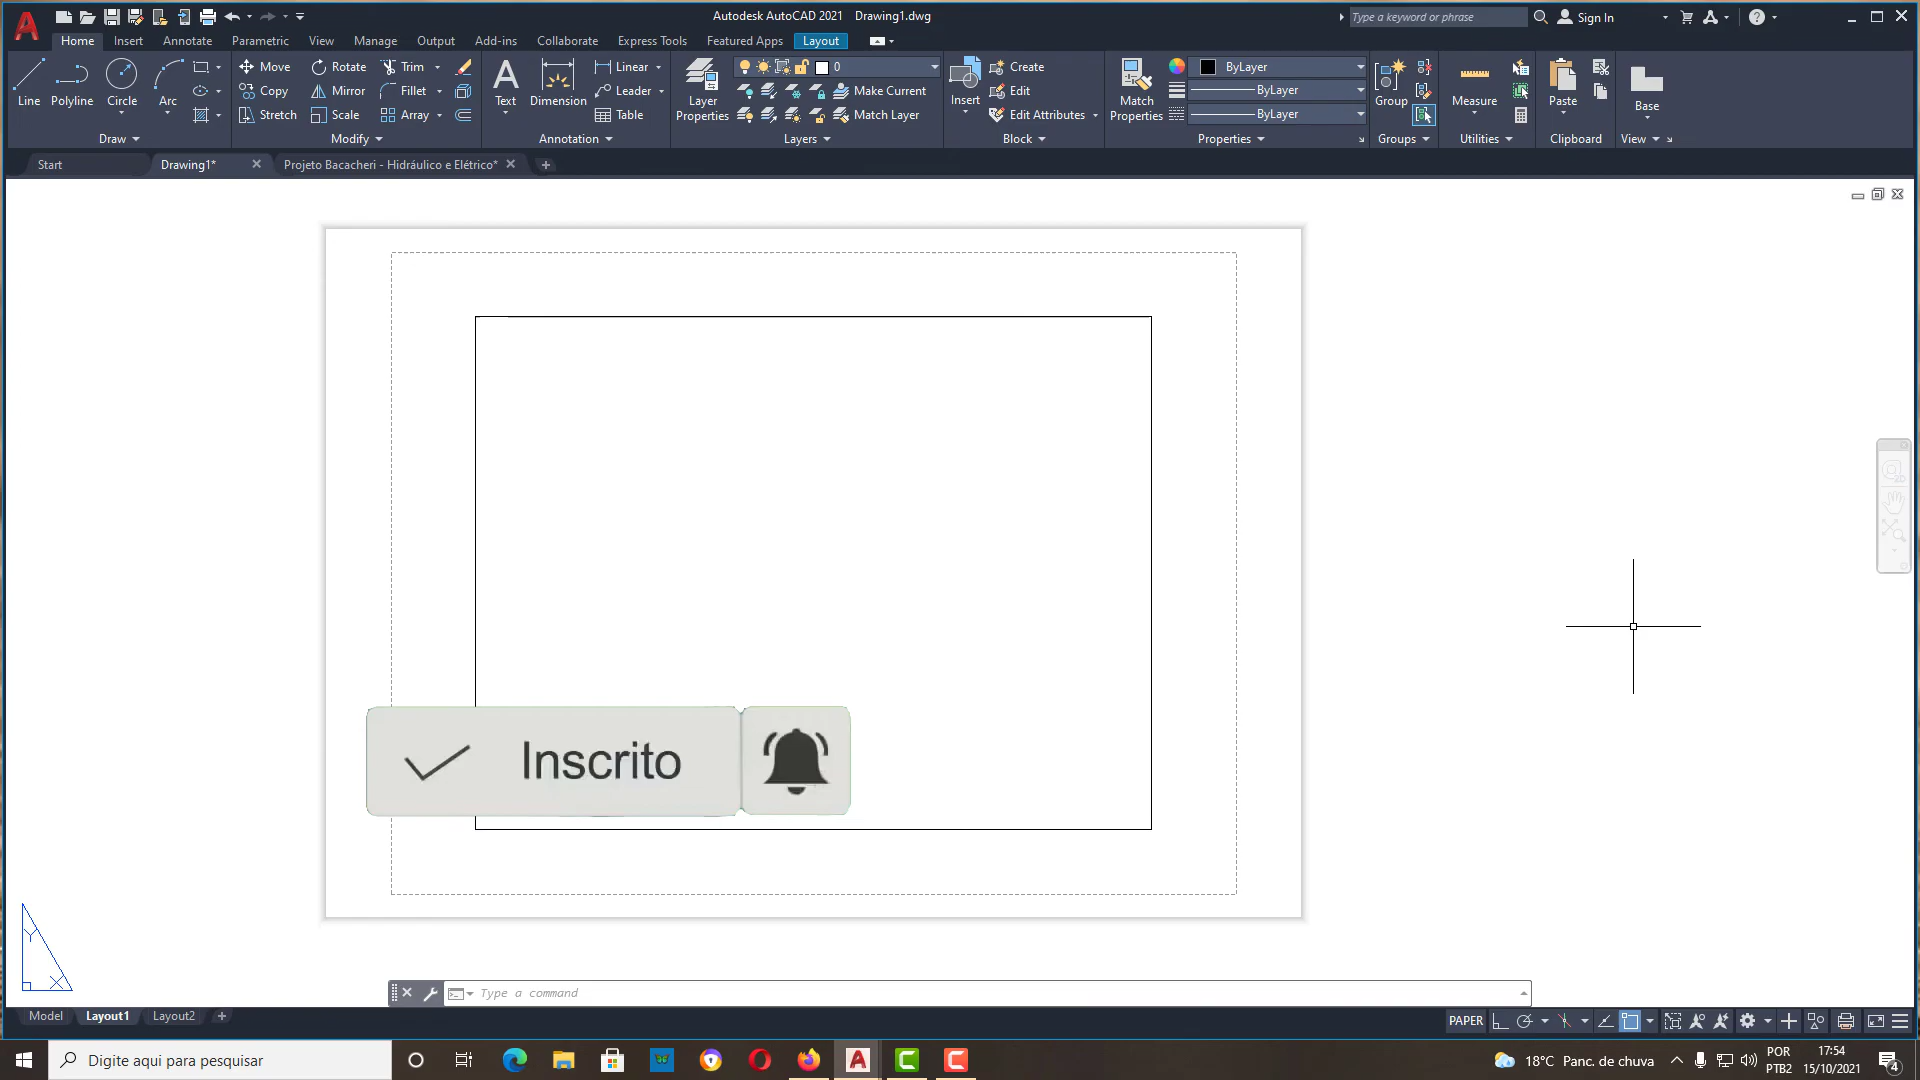 Autodesk AutoCAD 2021 Drawing1.dwg
Type a keyword or phrase
Sign In
Home Insert Annotate Parametric View Manage Output Add-ins Collaborate Express Tools Featured Apps Layout
Line Polyline Circle Arc
Move Rotate Trim
Copy Mirror Fillet
Stretch Scale Array
Text Dimension
Linear
Leader
Table
Layer Properties
0
Make Current
Match Layer
Insert
Create
Edit
Edit Attributes
Match Properties
ByLayer
ByLayer
ByLayer
Group
Measure
Paste
Base
Draw Modify Annotation Layers Block Properties Groups Utilities Clipboard View
Start Drawing1* Projeto Bacacheri - Hidráulico e Elétrico*
2D
Inscrito
Y
X
Type a command
Model Layout1 Layout2
PAPER
Digite aqui para pesquisar
18°C Panc. de chuva
POR
PTB2
17:54
15/10/2021
4